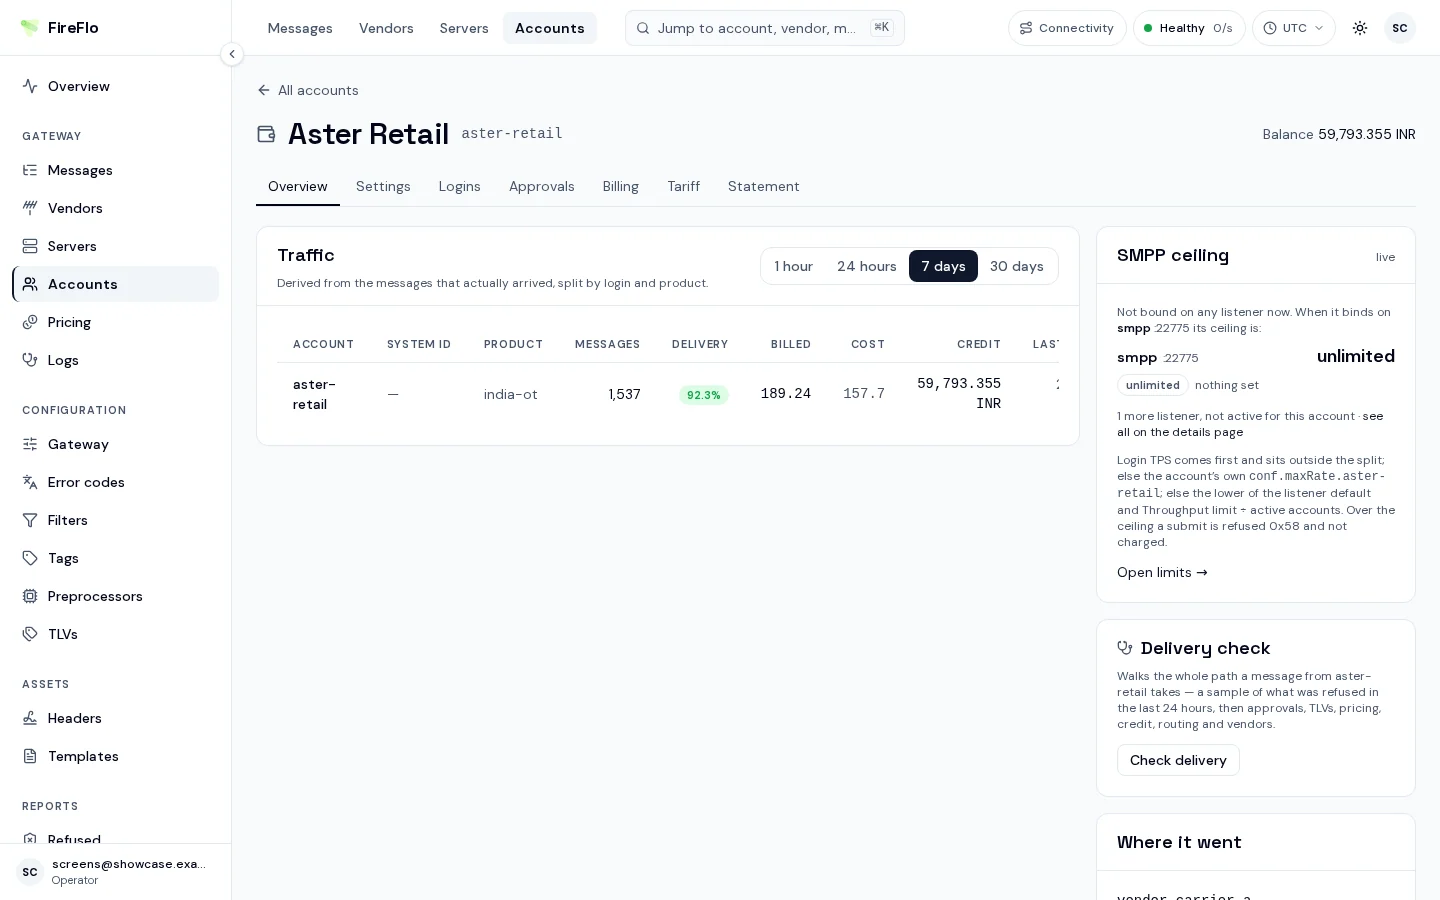 FireFlo
Messages
Vendors
Servers
Accounts
Jump to account, vendor, m...
⌘K
Connectivity
Healthy 0/s
UTC
SC
Overview
GATEWAY
Messages
Vendors
Servers
Accounts
Pricing
Logs
CONFIGURATION
Gateway
Error codes
Filters
Tags
Preprocessors
TLVs
ASSETS
Headers
Templates
REPORTS
Refused
SC
screens@showcase.exa...
Operator
← All accounts
Aster Retail aster-retail
Balance 59,793.355 INR
Overview
Settings
Logins
Approvals
Billing
Tariff
Statement
Traffic
Derived from the messages that actually arrived, split by login and product.
1 hour
24 hours
7 days
30 days
ACCOUNT SYSTEM ID PRODUCT MESSAGES DELIVERY BILLED COST CREDIT LAST
aster-
retail
— india-ot 1,537 92.3% 189.24 157.7
59,793.355
INR
SMPP ceiling
live
Not bound on any listener now. When it binds on
smpp :22775 its ceiling is:
smpp :22775 unlimited
unlimited nothing set
1 more listener, not active for this account · see
all on the details page
Login TPS comes first and sits outside the split;
else the account's own conf.maxRate.aster-
retail; else the lower of the listener default
and Throughput limit ÷ active accounts. Over the
ceiling a submit is refused 0x58 and not
charged.
Open limits →
Delivery check
Walks the whole path a message from aster-
retail takes — a sample of what was refused in
the last 24 hours, then approvals, TLVs, pricing,
credit, routing and vendors.
Check delivery
Where it went
vendor-carrier-a